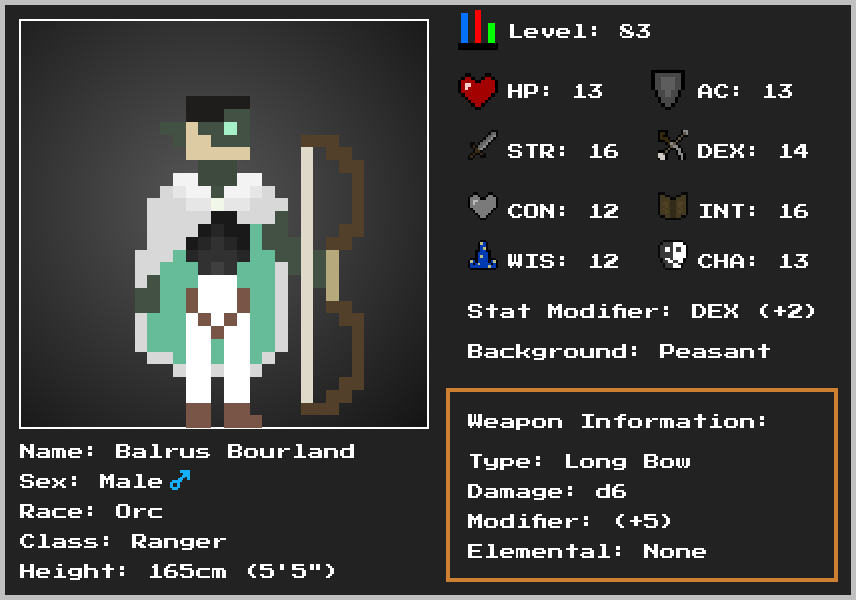 Level: 83
HP: 13 AC: 13
STR: 16 DEX: 14
CON: 12 INT: 16
WIS: 12 CHA: 13
Stat Modifier: DEX (+2)
Background: Peasant
Weapon Information:
Type: Long Bow
Damage: d6
Modifier: (+5)
Elemental: None
Name: Balrus Bourland
Sex: Male ♂
Race: Orc
Class: Ranger
Height: 165cm (5'5")